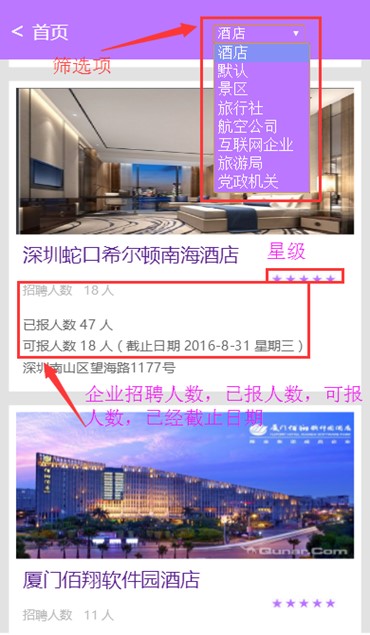 < 首页
酒店
酒店
默认
景区
旅行社
航空公司
互联网企业
旅游局
党政机关
筛选项
深圳蛇口希尔顿南海酒店
星级
招聘人数 18 人
已报人数 47 人
可报人数 18 人（截止日期 2016-8-31 星期三）
深圳南山区望海路1177号
企业招聘人数，已报人数，可报
人数，已经截止日期
厦门佰翔软件园酒店
Qunar.Com
厦门佰翔软件园酒店
招聘人数 11 人